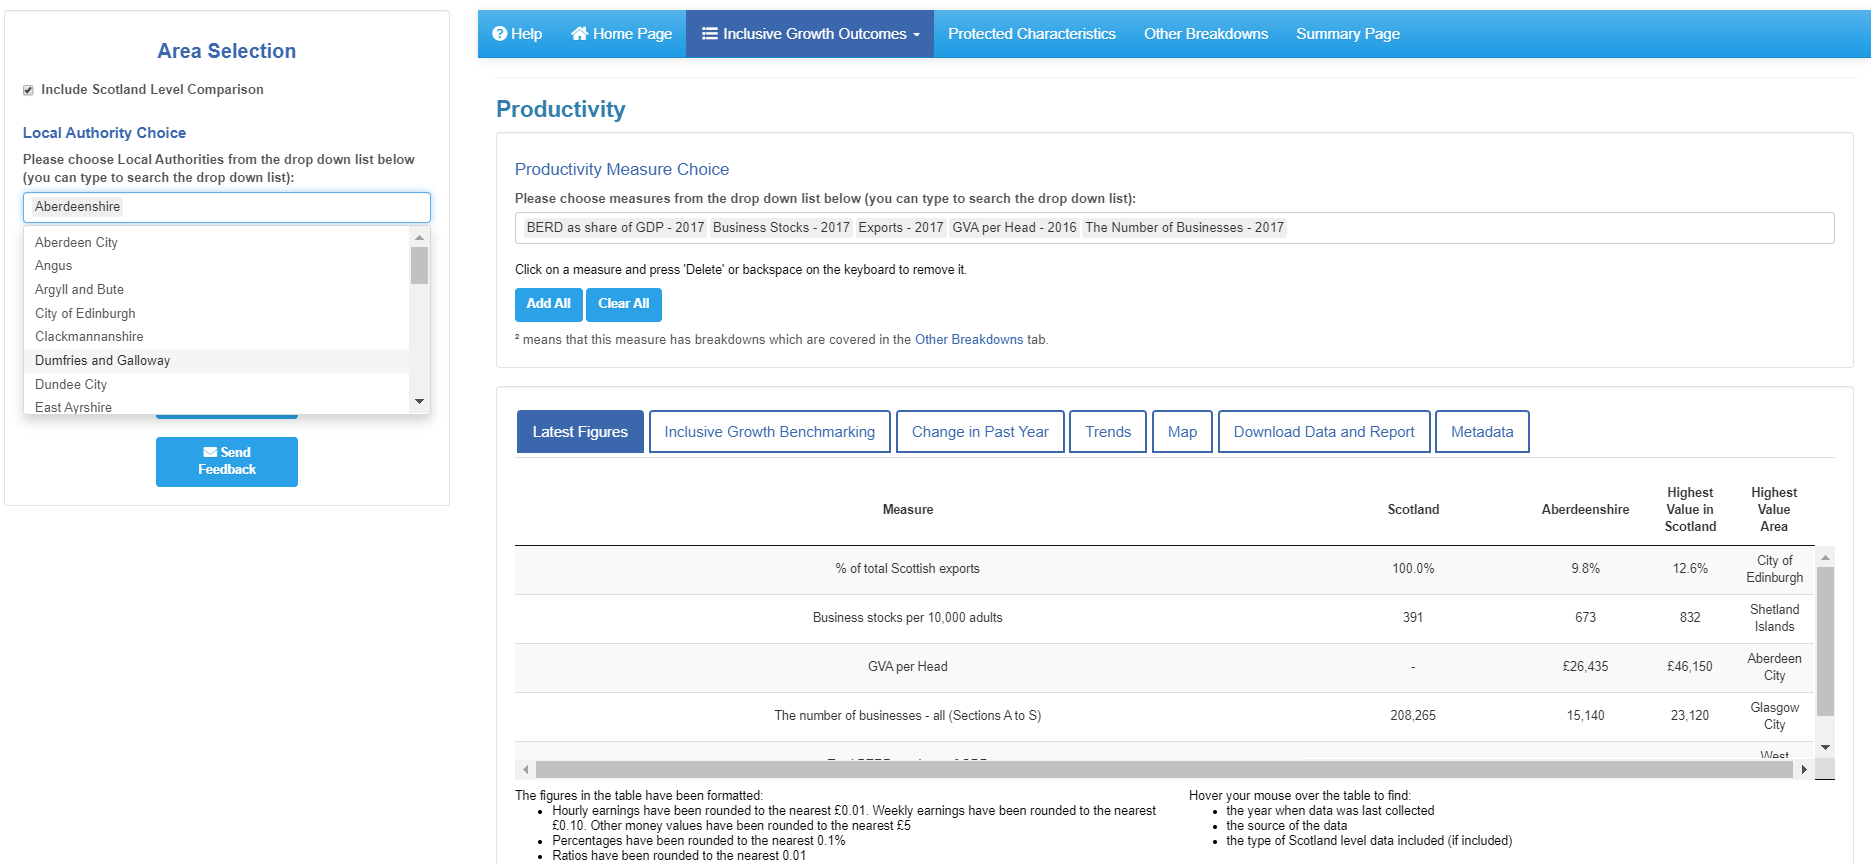 Area Selection
Include Scotland Level Comparison
Local Authority Choice
Please choose Local Authorities from the drop down list below
(you can type to search the drop down list):
Aberdeenshire
Aberdeen City
Angus
Argyll and Bute
City of Edinburgh
Clackmannanshire
Dumfries and Galloway
Dundee City
East Ayrshire
Send
Feedback
Help
Home Page
Inclusive Growth Outcomes
Protected Characteristics
Other Breakdowns
Summary Page
Productivity
Productivity Measure Choice
Please choose measures from the drop down list below (you can type to search the drop down list):
BERD as share of GDP - 2017 Business Stocks - 2017 Exports - 2017 GVA per Head - 2016 The Number of Businesses - 2017
Click on a measure and press 'Delete' or backspace on the keyboard to remove it.
Add All
Clear All
² means that this measure has breakdowns which are covered in the Other Breakdowns tab.
Latest Figures
Inclusive Growth Benchmarking
Change in Past Year
Trends
Map
Download Data and Report
Metadata
Measure
Scotland
Aberdeenshire
Highest
Value in
Scotland
Highest
Value
Area
% of total Scottish exports
100.0%
9.8%
12.6%
City of
Edinburgh
Business stocks per 10,000 adults
391
673
832
Shetland
Islands
GVA per Head
-
£26,435
£46,150
Aberdeen
City
The number of businesses - all (Sections A to S)
208,265
15,140
23,120
Glasgow
City
West
The figures in the table have been formatted:
• Hourly earnings have been rounded to the nearest £0.01. Weekly earnings have been rounded to the nearest
£0.10. Other money values have been rounded to the nearest £5
• Percentages have been rounded to the nearest 0.1%
• Ratios have been rounded to the nearest 0.01
Hover your mouse over the table to find:
• the year when data was last collected
• the source of the data
• the type of Scotland level data included (if included)